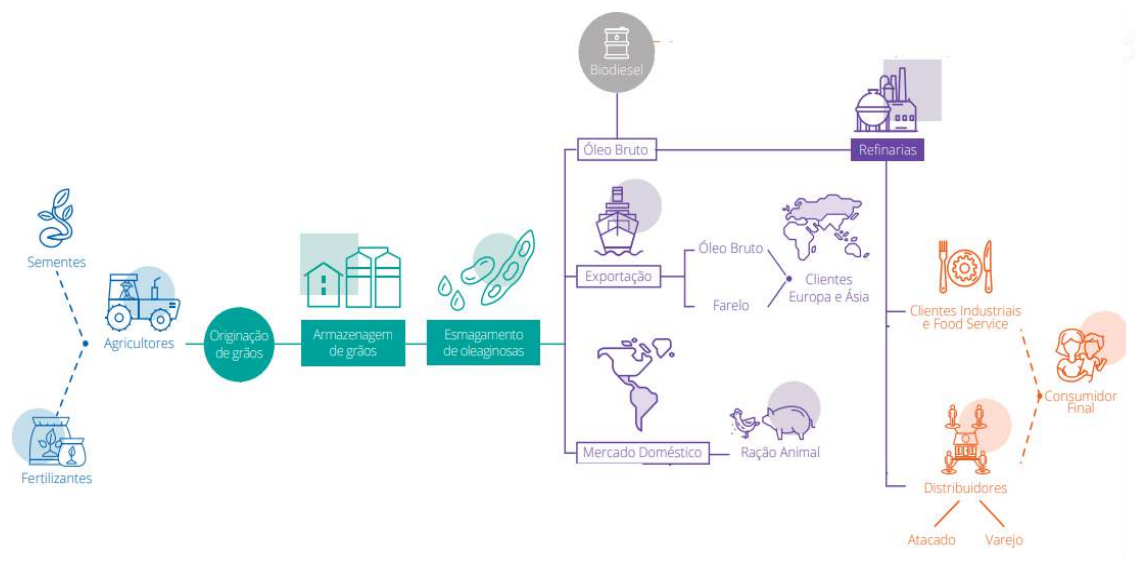 Biodiesel
Óleo Bruto
Refinarias
Sementes
Agricultores
Fertilizantes
Originação
de grãos
Armazenagem
de grãos
Esmagamento
de oleaginosas
Exportação
Óleo Bruto
Farelo
Clientes
Europa e Ásia
Mercado Doméstico
Ração Animal
Clientes Industriais
e Food Service
Distribuidores
Atacado
Varejo
Consumidor
Final